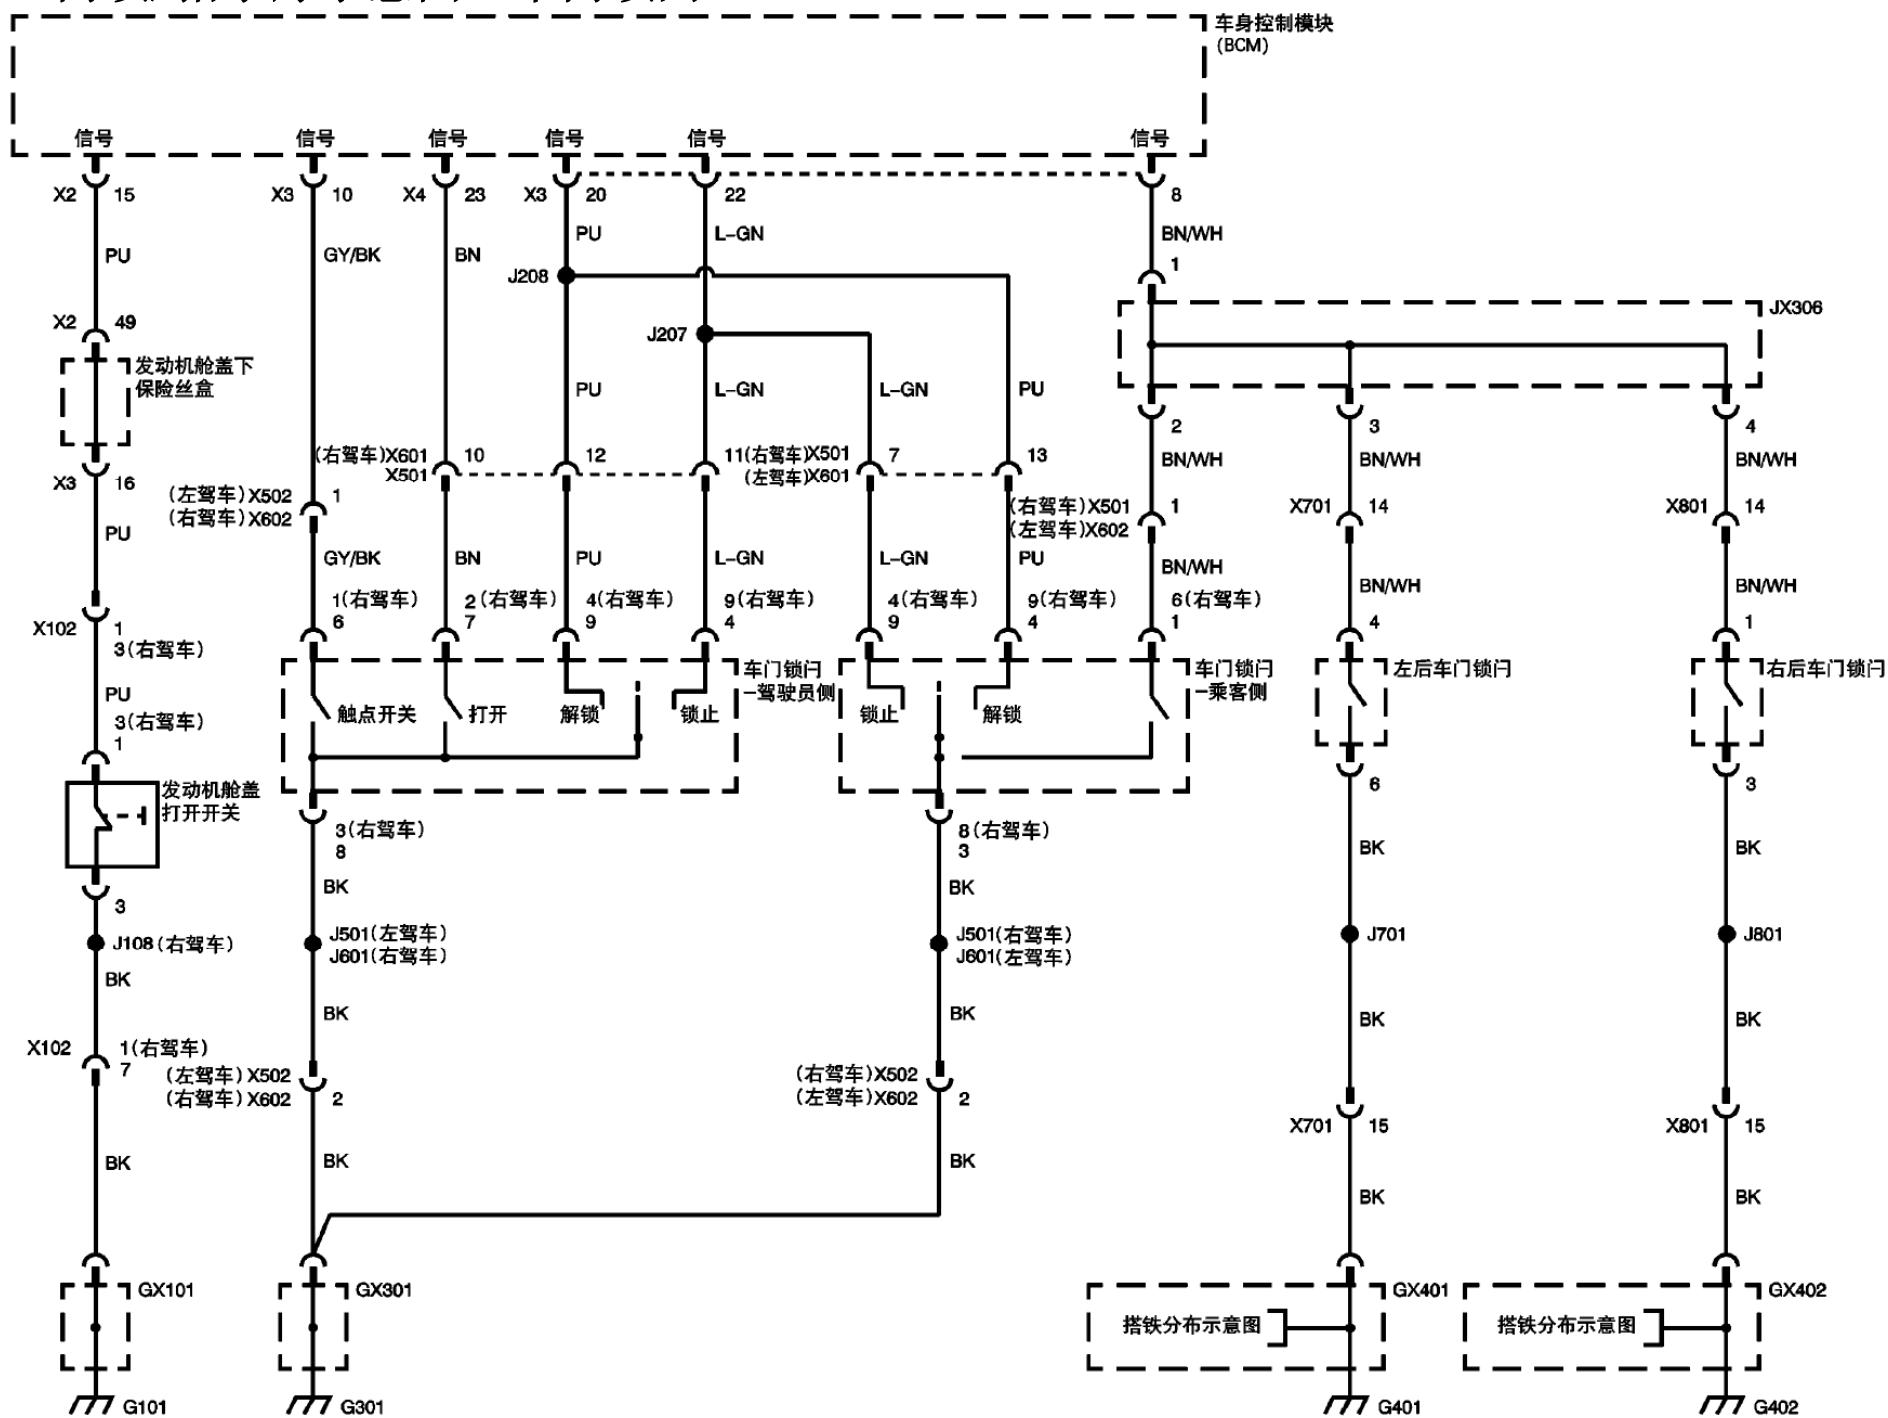 车身控制模块
(BCM)
信号
信号
信号
信号
信号
信号
X2 15
X3 10
X4 23
X3 20
22
8
PU
GY/BK
BN
PU
L-GN
BN/WH
J208
1
X2 49
J207
JX306
发动机舱盖下
保险丝盒
PU
L-GN
L-GN
PU
2
3
4
(右驾车)X601 10
X501
12
11(右驾车)X501 7
(左驾车)X601
13
BN/WH
BN/WH
BN/WH
X3 16
(左驾车)X502 1
(右驾车)X602
(右驾车)X501 1
(左驾车)X602
X701 14
X801 14
PU
GY/BK
BN
PU
L-GN
L-GN
PU
BN/WH
BN/WH
BN/WH
1(右驾车)
6
2(右驾车)
7
4(右驾车)
9
9(右驾车)
4
4(右驾车)
9
9(右驾车)
4
6(右驾车)
1
4
1
X102 1
3(右驾车)
PU
3(右驾车)
1
车门锁闩
-驾驶员侧
触点开关
打开
解锁
锁止
车门锁闩
-乘客侧
锁止
解锁
左后车门锁闩
右后车门锁闩
发动机舱盖
打开开关
6
3
3(右驾车)
8
8(右驾车)
3
BK
BK
BK
BK
3
J108(右驾车)
J501(左驾车)
J601(右驾车)
J501(右驾车)
J601(左驾车)
J701
J801
BK
BK
BK
BK
BK
X102 1(右驾车)
7
(左驾车)X502
(右驾车)X602 2
(右驾车)X502
(左驾车)X602 2
X701 15
X801 15
BK
BK
BK
BK
BK
GX101
GX301
GX401
GX402
搭铁分布示意图
搭铁分布示意图
G101
G301
G401
G402